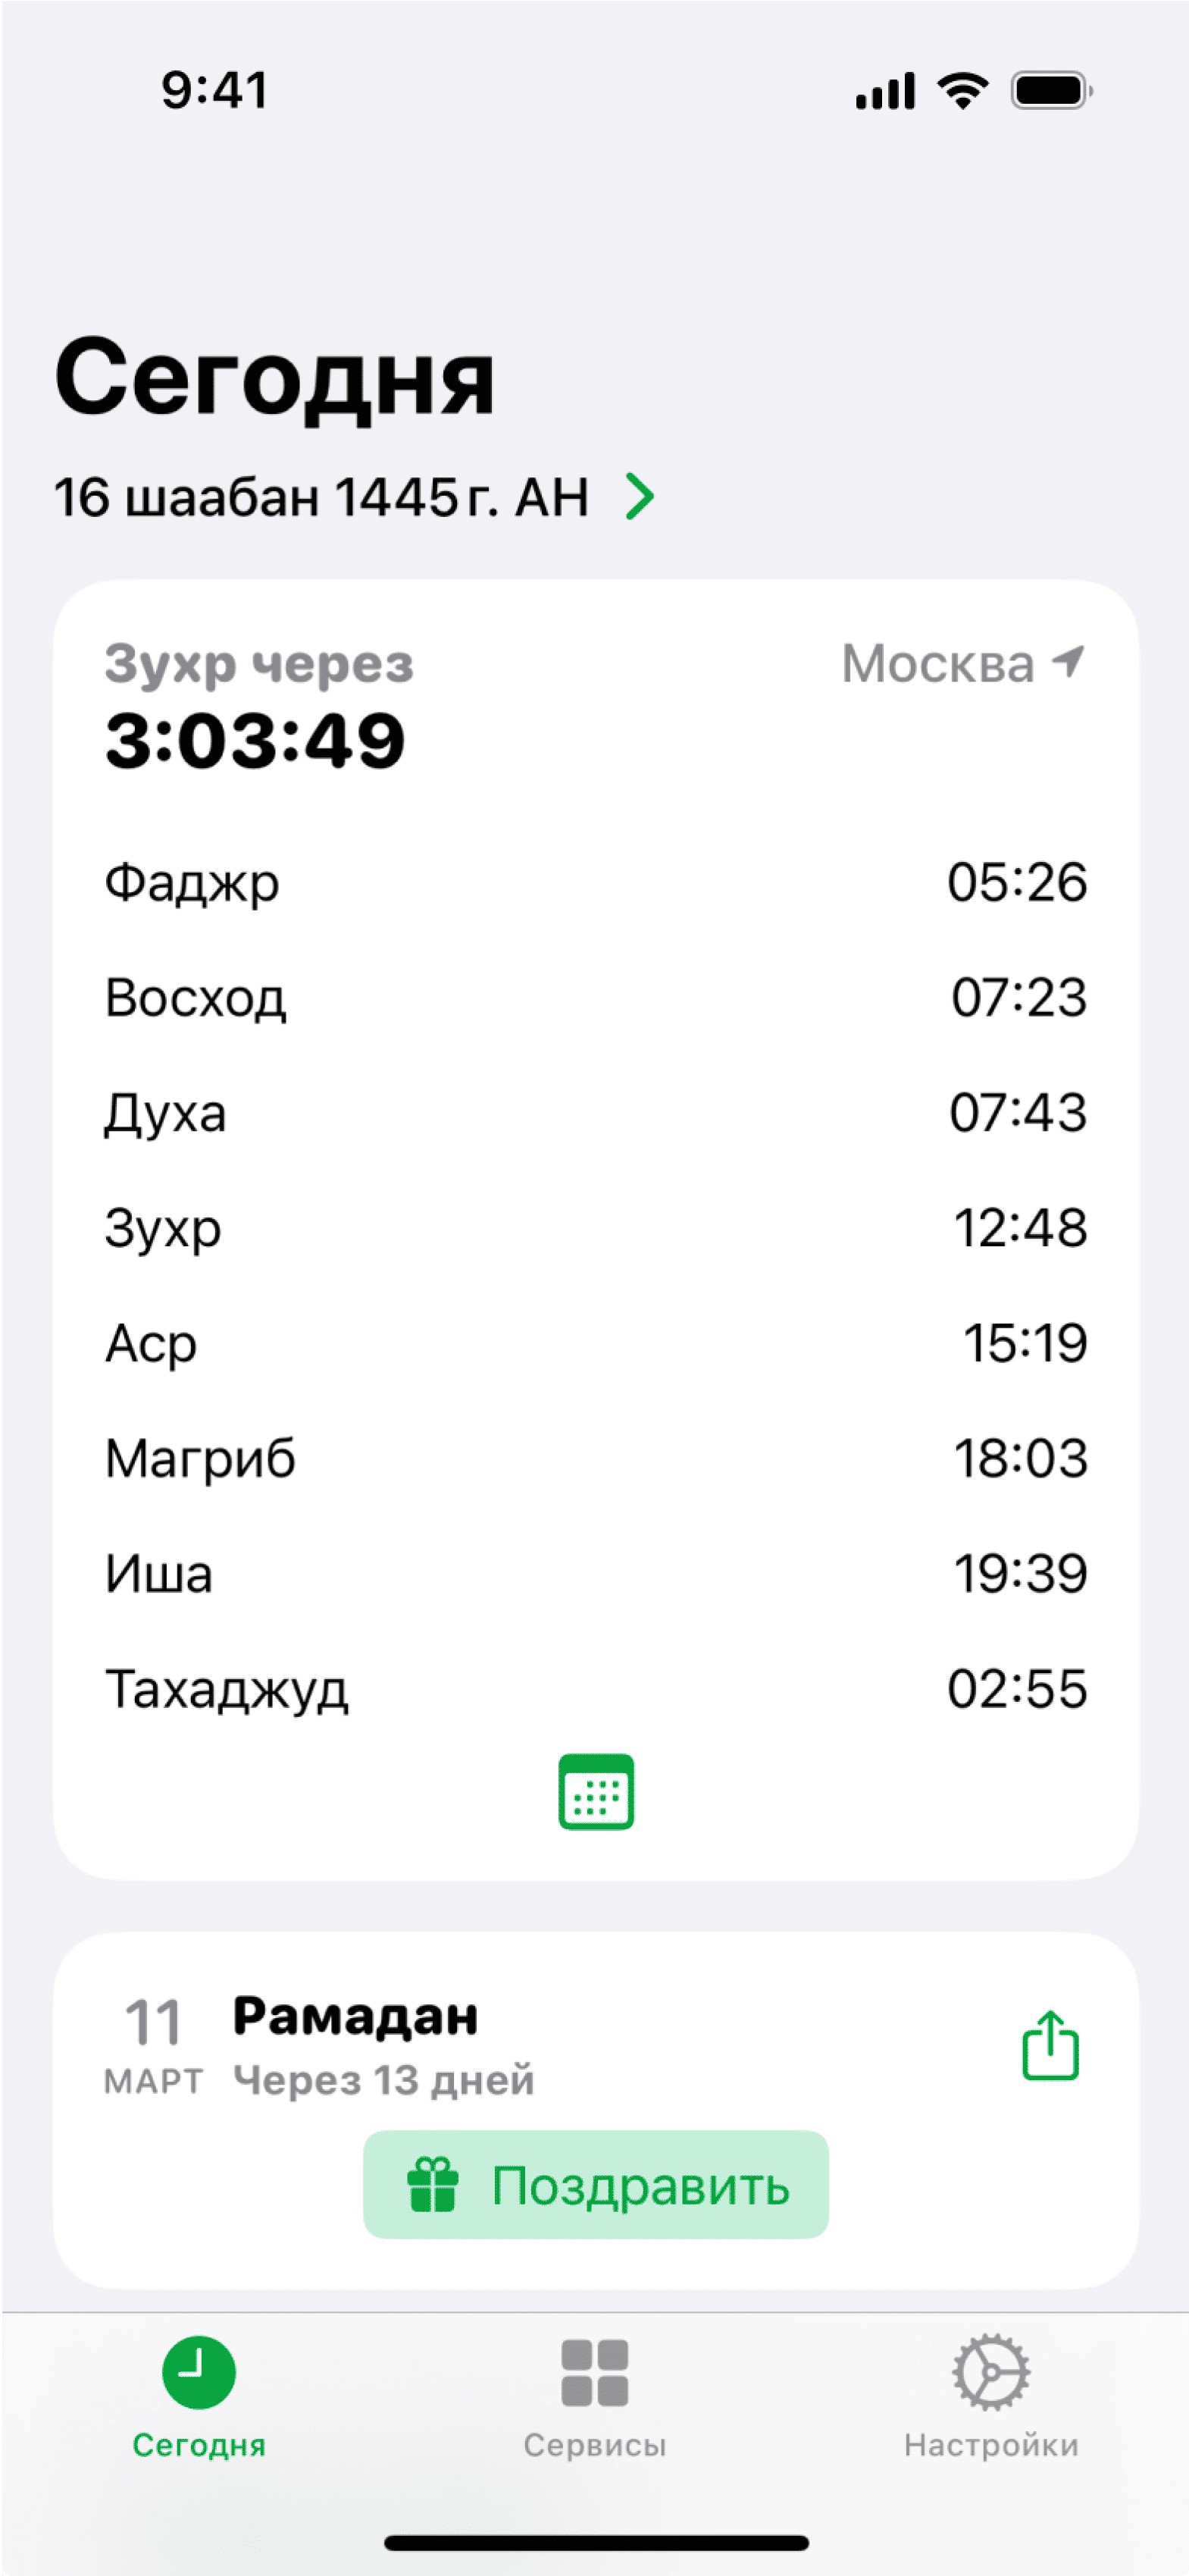 9:41
Сегодня
16 шаабан 1445 г. AH
Зухр через
Москва
3:03:49
Фаджр 05:26
Восход 07:23
Духа 07:43
Зухр 12:48
Аср 15:19
Магриб 18:03
Иша 19:39
Тахаджуд 02:55
11 Рамадан
МАРТ Через 13 дней
Поздравить
Сегодня Сервисы Настройки